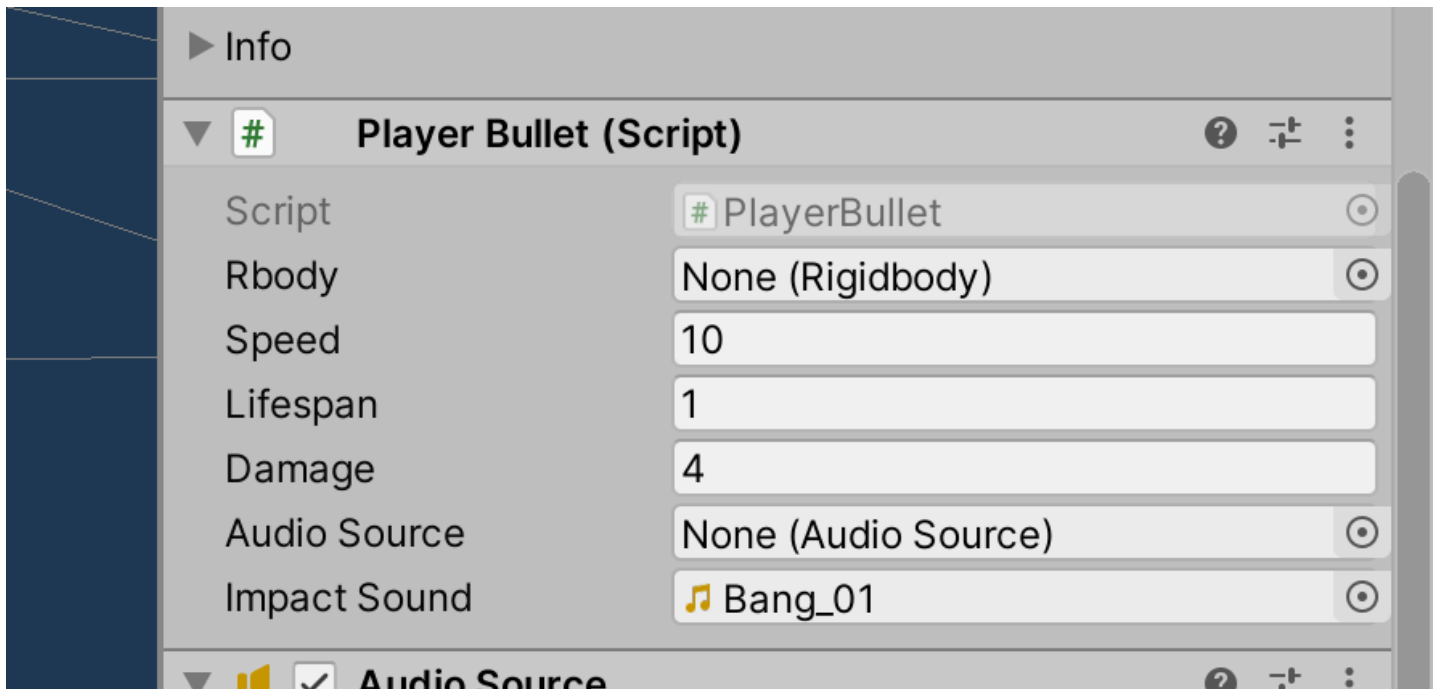 Info
# Player Bullet (Script)
Script # PlayerBullet
Rbody None (Rigidbody)
Speed 10
Lifespan 1
Damage 4
Audio Source None (Audio Source)
Impact Sound Bang_01
Audio Source